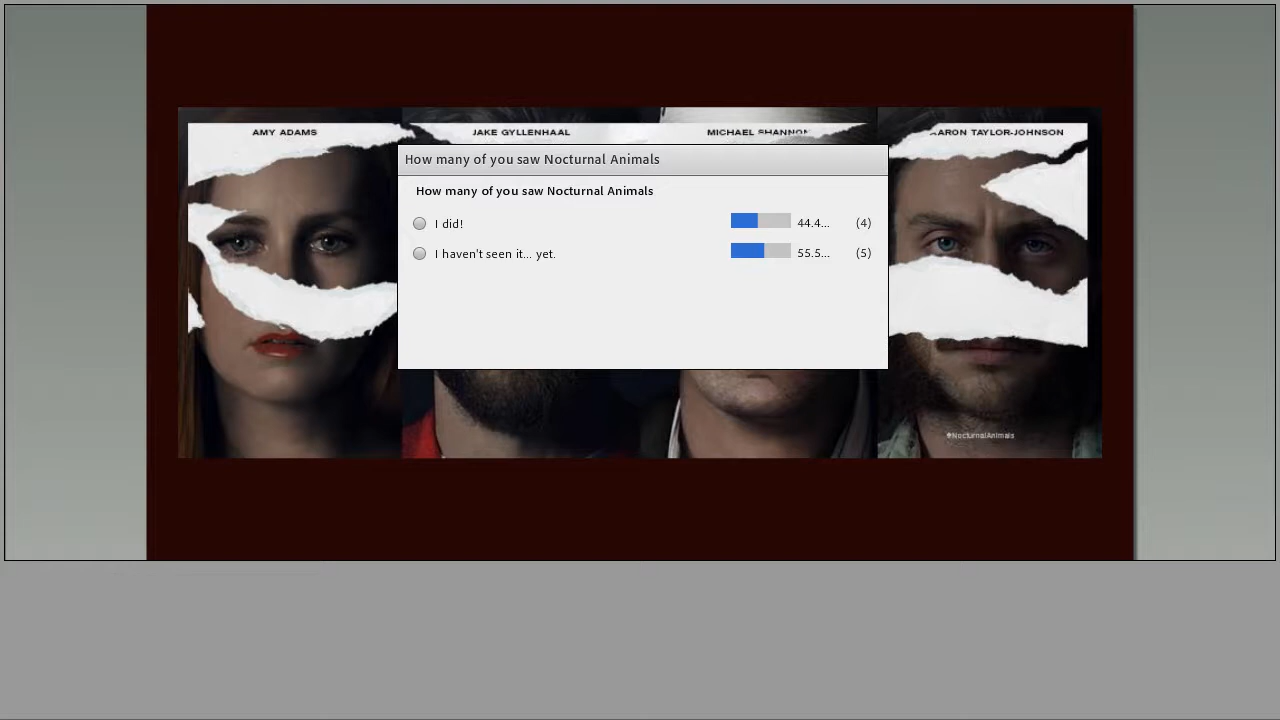 AMY ADAMS
JAKE GYLLENHAAL
MICHAEL SHANNON
AARON TAYLOR-JOHNSON
How many of you saw Nocturnal Animals
How many of you saw Nocturnal Animals
I did! 44.4... (4)
I haven't seen it... yet. 55.5... (5)
#NocturnalAnimals